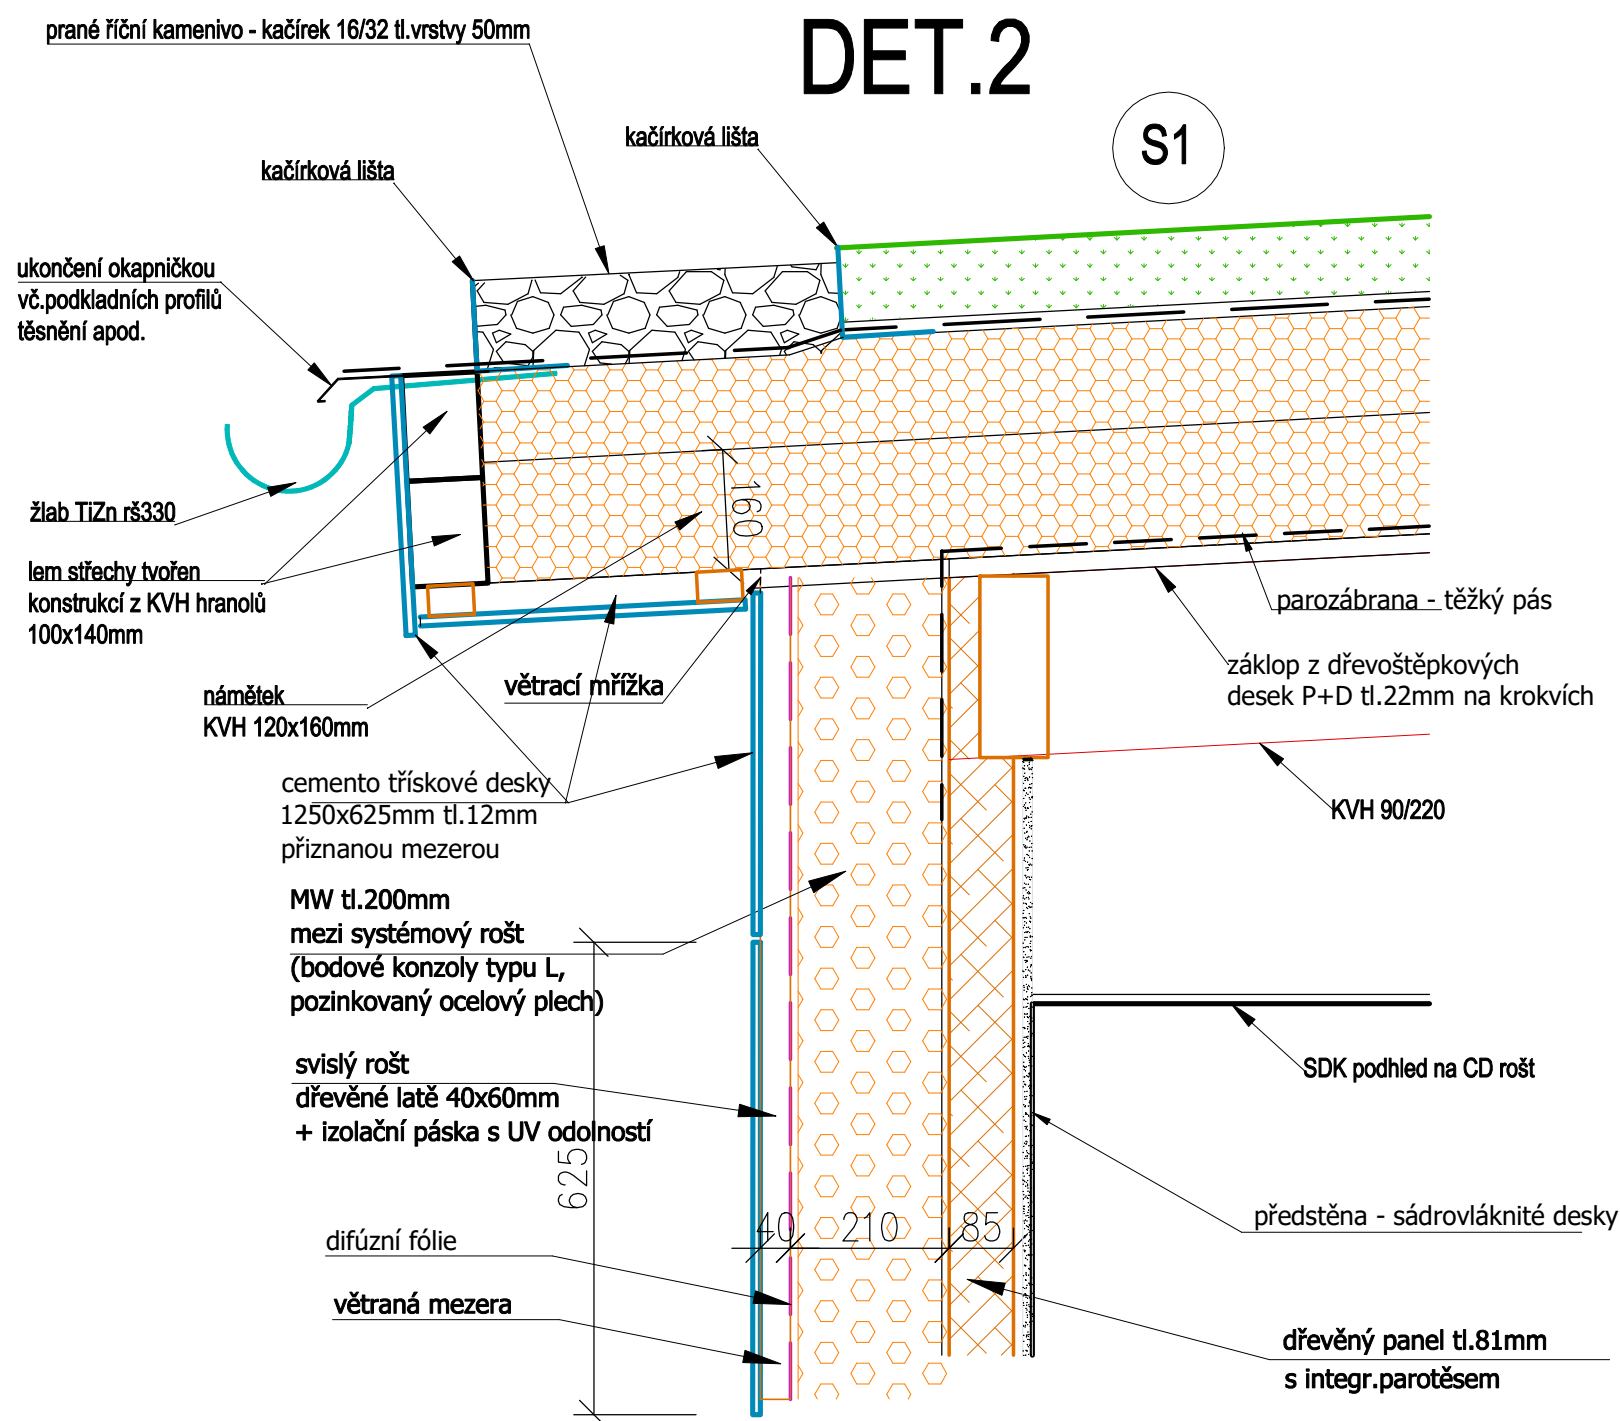 DET.2
prané říční kamenivo - kačírek 16/32 tl.vrstvy 50mm
kačírková lišta
S1
kačírková lišta
ukončení okapničkou
vč.podkladních profilů
těsnění apod.
160
žlab TiZn rš330
lem střechy tvořen
konstrukcí z KVH hranolů
100x140mm
parozábrana - těžký pás
základ z dřevoštěpkových
desek P+D tl.22mm na krokvích
větrací mřížka
námětek
KVH 120x160mm
cemento třískové desky
1250x625mm tl.12mm
přiznanou mezerou
KVH 90/220
MW tl.200mm
mezi systémový rošt
(bodové konzoly typu L,
pozinkovaný ocelový plech)
svislý rošt
dřevěné latě 40x60mm
+ izolační páska s UV odolností
SDK podhled na CD rošt
625
předstěna - sádrovláknité desky
40 210 85
difúzní fólie
větraná mezera
dřevěný panel tl.81mm
s integr.parotěsem